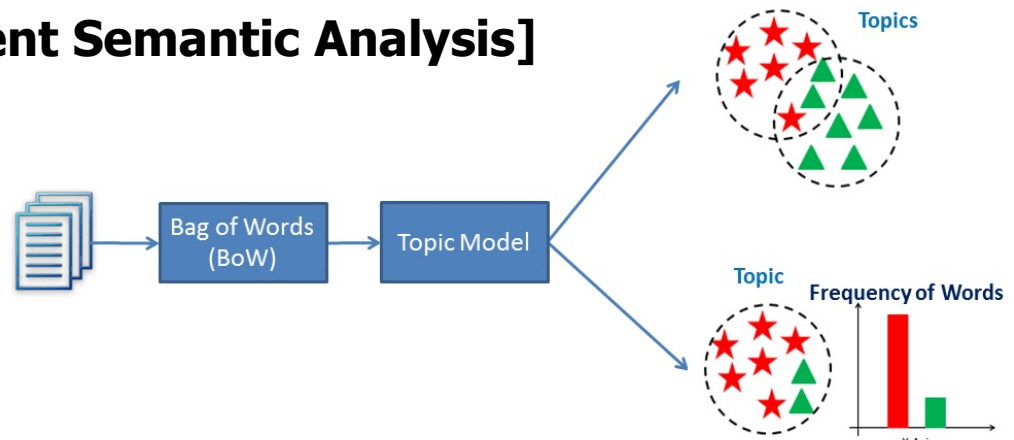 ent Semantic Analysis]
Topics
Bag of Words
(BoW)
Topic Model
Topic
Frequency of Words